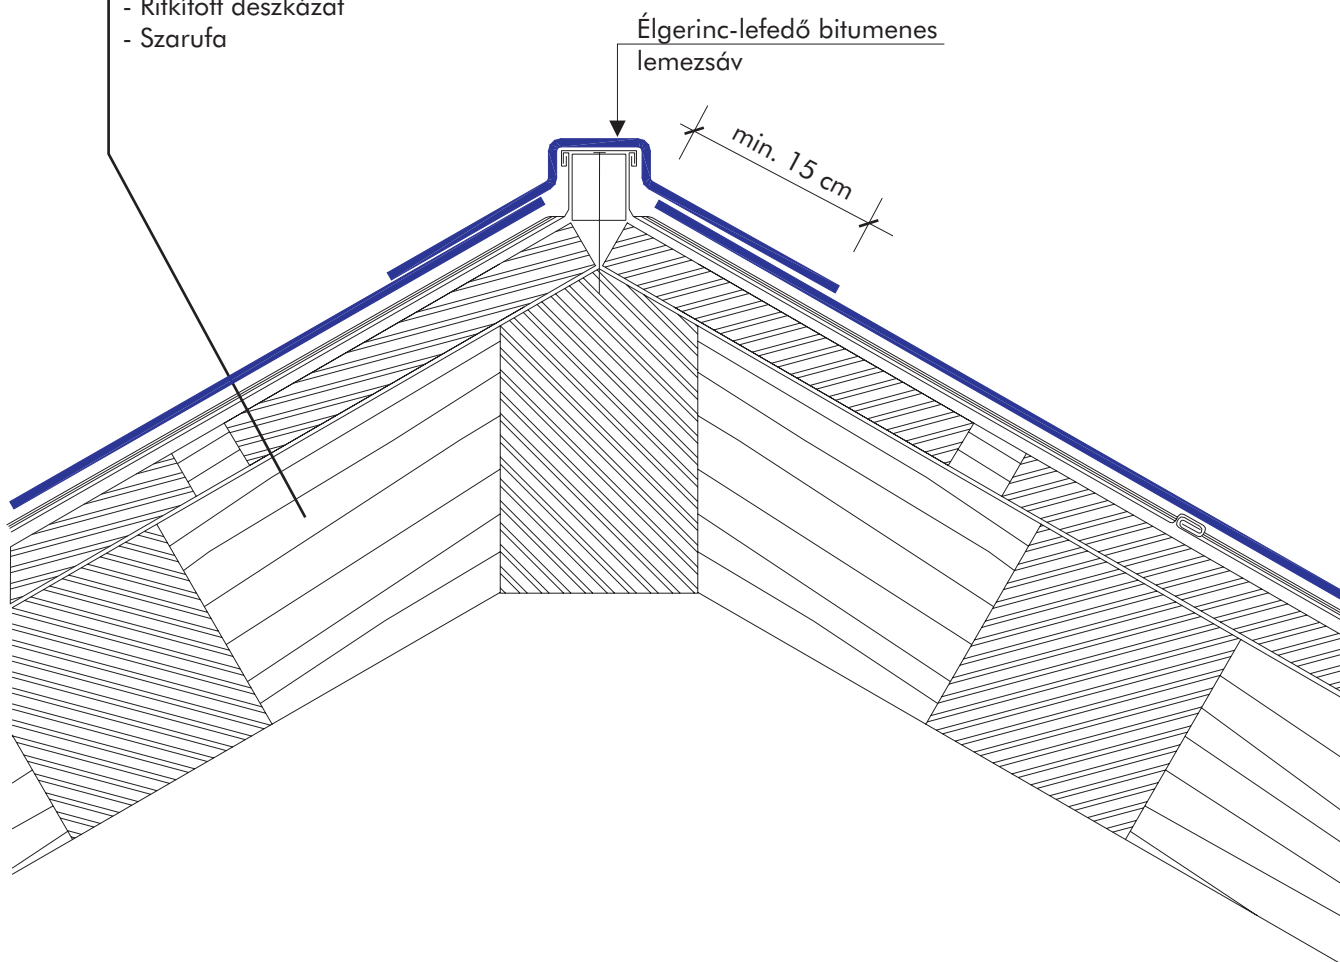 - Ritkított deszkázat
- Szarufa
Élgerinc-lefedő bitumenes
lemezsáv
min. 15 cm